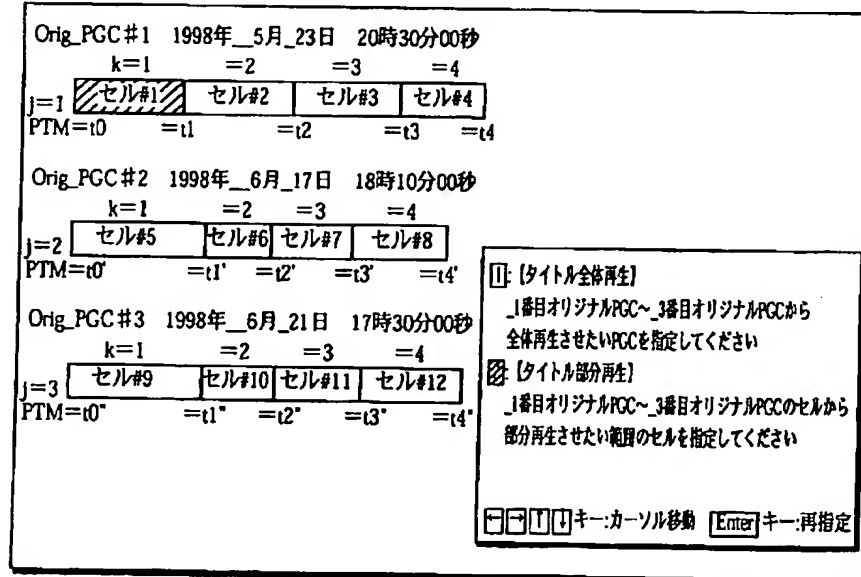 Orig_PGC#1 1998年__5月_23日 20時30分00秒
k=1 =2 =3 =4
j=1 セル#1 セル#2 セル#3 セル#4
PTM=t0 =t1 =t2 =t3 =t4
Orig_PGC#2 1998年__6月_17日 18時10分00秒
k=1 =2 =3 =4
j=2 セル#5 セル#6 セル#7 セル#8
PTM=t0' =t1' =t2' =t3' =t4'
Orig_PGC#3 1998年__6月_21日 17時30分00秒
k=1 =2 =3 =4
j=3 セル#9 セル#10 セル#11 セル#12
PTM=t0" =t1" =t2" =t3" =t4"
:【タイトル全体再生】
_1番目オリジナルPGC~_3番目オリジナルPGCから
全体再生させたいPGCを指定してください
:【タイトル部分再生】
_1番目オリジナルPGC~_3番目オリジナルPGCのセルから
部分再生させたい範囲のセルを指定してください
←→↑↓キー:カーソル移動 Enterキー:再指定